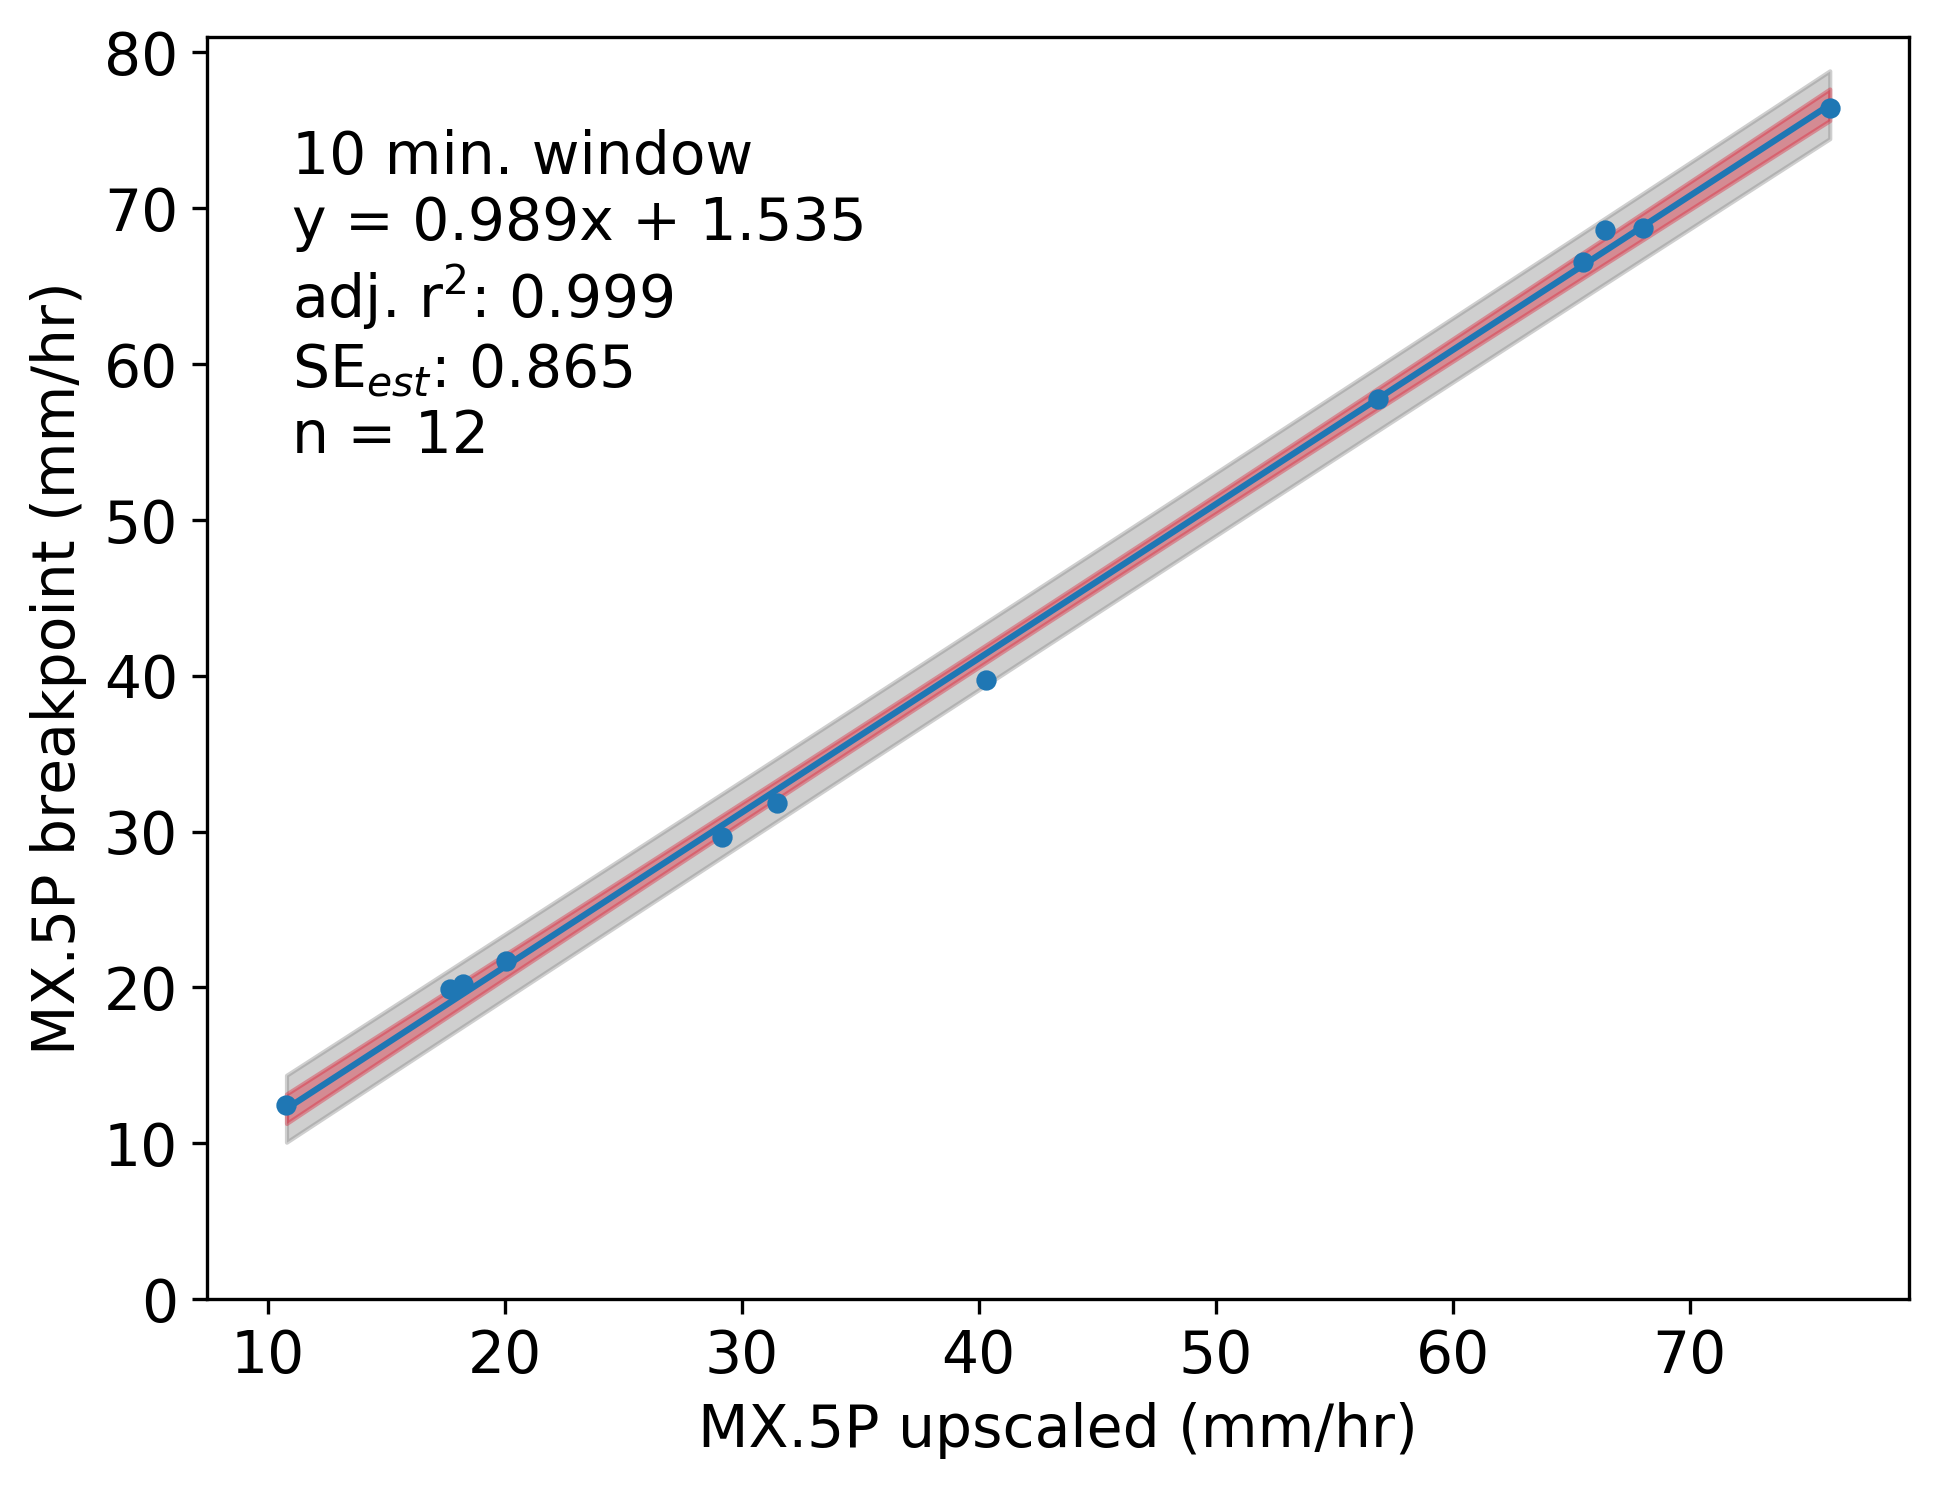 10 min. window
y = 0.989x + 1.535
adj. r²: 0.999
SEest: 0.865
n = 12
MX.5P breakpoint (mm/hr)
80
70
60
50
40
30
20
10
0
10 20 30 40 50 60 70
MX.5P upscaled (mm/hr)